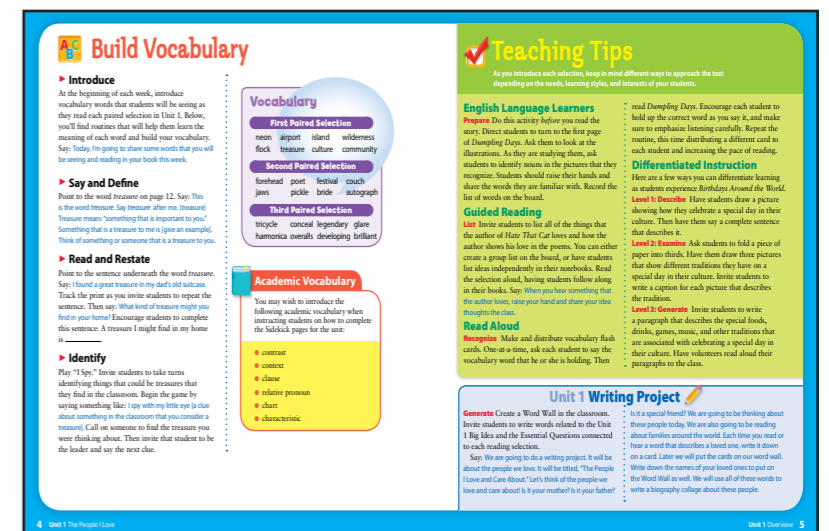 ABC
Build Vocabulary
► Introduce
At the beginning of each week, introduce
vocabulary words that students will be seeing as
they read each paired selection in Unit 1. Below,
you'll find routines that will help them learn the
meaning of each word and build your vocabulary.
Say: Today, I'm going to share some words that you will
be seeing and reading in your book this week.
► Say and Define
Point to the word treasure on page 12. Say: This
is the word treasure. Say treasure after me. (treasure)
Treasure means "something that is important to you."
Something that is a treasure to me is [give an example].
Think of something or someone that is a treasure to you.
► Read and Restate
Point to the sentence underneath the word treasure.
Say: I found a great treasure in my dad's old suitcase.
Track the print as you invite students to repeat the
sentence. Then say: What kind of treasure might you
find in your home? Encourage students to complete
this sentence: A treasure I might find in my home
is ________.
► Identify
Play "I Spy." Invite students to take turns
identifying things that could be treasures that
they find in the classroom. Begin the game by
saying something like: I spy with my little eye [a clue
about something in the classroom that you consider a
treasure]. Call on someone to find the treasure you
were thinking about. Then invite that student to be
the leader and say the next clue.
Vocabulary
First Paired Selection
neon airport island wilderness
flock treasure culture community
Second Paired Selection
forehead poet festival couch
jaws pickle bride autograph
Third Paired Selection
tricycle conceal legendary glare
harmonica overalls developing brilliant
Academic Vocabulary
You may wish to introduce the
following academic vocabulary when
instructing students on how to complete
the Sidekick pages for the unit:
• contrast
• context
• clause
• relative pronoun
• chart
• characteristic
4 Unit 1 The People I Love
Teaching Tips
As you introduce each selection, keep in mind different ways to approach the text
depending on the needs, learning styles, and interests of your students.
English Language Learners
Prepare Do this activity before you read the
story. Direct students to turn to the first page
of Dumpling Days. Ask them to look at the
illustrations. As they are studying them, ask
students to identify nouns in the pictures that they
recognize. Students should raise their hands and
share the words they are familiar with. Record the
list of words on the board.
Guided Reading
List Invite students to list all of the things that
the author of Hate That Cat loves and how the
author shows his love in the poems. You can either
create a group list on the board, or have students
list ideas independently in their notebooks. Read
the selection aloud, having students follow along
in their books. Say: When you hear something that
the author loves, raise your hand and share your idea
thoughts the class.
Read Aloud
Recognize Make and distribute vocabulary flash
cards. One-at-a-time, ask each student to say the
vocabulary word that he or she is holding. Then
read Dumpling Days. Encourage each student to
hold up the correct word as you say it, and make
sure to emphasize listening carefully. Repeat the
routine, this time distributing a different card to
each student and increasing the pace of reading.
Differentiated Instruction
Here are a few ways you can differentiate learning
as students experience Birthdays Around the World.
Level 1: Describe Have students draw a picture
showing how they celebrate a special day in their
culture. Then have them say a complete sentence
that describes it.
Level 2: Examine Ask students to fold a piece of
paper into thirds. Have them draw three pictures
that show different traditions they have on a
special day in their culture. Invite students to
write a caption for each picture that describes
the tradition.
Level 3: Generate Invite students to write
a paragraph that describes the special foods,
drinks, games, music, and other traditions that
are associated with celebrating a special day in
their culture. Have volunteers read aloud their
paragraphs to the class.
Unit 1 Writing Project
Generate Create a Word Wall in the classroom.
Invite students to write words related to the Unit
1 Big Idea and the Essential Questions connected
to each reading selection.
Say: We are going to do a writing project. It will be
about the people we love. It will be titled, "The People
I Love and Care About." Let's think of the people we
love and care about! Is it your mother? Is it your father?
Is it a special friend? We are going to be thinking about
these people today. We are also going to be reading
about families around the world. Each time you read or
hear a word that describes a loved one, write it down
on a card. Later we will put the cards on our word wall.
Write down the names of your loved ones to put on
the Word Wall as well. We will use all of these words to
write a biography collage about these people.
Unit 1 Overview 5